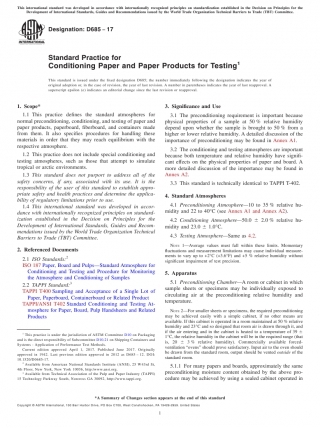 This international standard was developed in accordance with internationally recognized principles on standardization established in the Decision on Principles for the
Development of International Standards, Guides and Recommendations issued by the World Trade Organization Technical Barriers to Trade (TBT) Committee.
Designation: D685 − 17
INTERNATIONAL
Standard Practice for
Conditioning Paper and Paper Products for Testing1
This standard is issued under the fixed designation D685; the number immediately following the designation indicates the year of
original adoption or, in the case of revision, the year of last revision. A number in parentheses indicates the year of last reapproval. A
superscript epsilon (ε) indicates an editorial change since the last revision or reapproval.
1. Scope*
1.1 This practice defines the standard atmospheres for
normal preconditioning, conditioning, and testing of paper and
paper products, paperboard, fiberboard, and containers made
from them. It also specifies procedures for handling these
materials in order that they may reach equilibrium with the
respective atmosphere.
1.2 This practice does not include special conditioning and
testing atmospheres, such as those that attempt to simulate
tropical or arctic environments.
1.3 This standard does not purport to address all of the
safety concerns, if any, associated with its use. It is the
responsibility of the user of this standard to establish appro-
priate safety and health practices and determine the applica-
bility of regulatory limitations prior to use.
1.4 This international standard was developed in accor-
dance with internationally recognized principles on standard-
ization established in the Decision on Principles for the
Development of International Standards, Guides and Recom-
mendations issued by the World Trade Organization Technical
Barriers to Trade (TBT) Committee.
2. Referenced Documents
2.1 ISO Standards:2
ISO 187 Paper, Board and Pulps—Standard Atmosphere for
Conditioning and Testing and Procedure for Monitoring
the Atmosphere and Conditioning of Samples
2.2 TAPPI Standards:3
TAPPI T400 Sampling and Acceptance of a Single Lot of
Paper, Paperboard, Containerboard or Related Product
TAPPI/ANSI T402 Standard Conditioning and Testing At-
mosphere for Paper, Board, Pulp Handsheets and Related
Products
1 This practice is under the jurisdiction of ASTM Committee D10 on Packaging
and is the direct responsibility of Subcommittee
System / Application of Performance Test Methods.
Current edition approved April 1, 2017. Published June 2017. Originally
approved in 1942. Last previous edition approved in 2012 as D685 – 12. DOI:
10.1520/D0685-17.
2 Available from American National Standards Institute (ANSI), 25 W. 43rd St.,
4th Floor, New York, NY 10036, http://www.ansi.org.
3 Available from Technical Association of the Pulp and Paper Industry (TAPPI),
15 Technology Parkway South, Norcross, GA 30092, http://www.tappi.org.
3. Significance and Use
3.1 The preconditioning requirement is important because
physical properties of a sample at 50 % relative humidity
depend upon whether the sample is brought to 50 % from a
higher or lower relative humidity. A detailed discussion of the
importance of preconditioning may be found in Annex A1.
3.2 The conditioning and testing atmospheres are important
because both temperature and relative humidity have signifi-
cant effects on the physical properties of paper and board. A
more detailed discussion of the importance may be found in
Annex A2.
3.3 This standard is technically identical to TAPPI T-402.
4. Standard Atmospheres
4.1 Preconditioning Atmosphere—10 to 35 % relative hu-
midity and 22 to 40°C (see Annex A1 and Annex A2).
4.2 Conditioning Atmosphere—50.0 ± 2.0 % relative hu-
midity and 23.0 ± 1.0°C.
4.3 Testing Atmosphere—Same as 4.2.
NOTE 1—Average values must fall within these limits. Momentary
fluctuations and measurement limitations may cause individual measure-
ments to vary up to
significant impairment of test precision.
5. Apparatus
5.1 Preconditioning Chamber—A room or cabinet in which
sample sheets or specimens may be individually exposed to
circulating air at the preconditioning relative humidity and
temperature.
NOTE 2—For smaller sheets or specimens, the required preconditioning
may be achieved easily with a simple cabinet, if no other means are
available. If this cabinet is operated in a room maintained at 50 % relative
humidity and 23°C and so designed that room air is drawn through it, and
if the air entering and in the cabinet is heated to a temperature of
°C, the relative humidity in the cabinet will be in the required range (that
is, 20 ± 3 % relative humidity). Commercially available forced-
ventilation “ovens” should prove satisfactory. Input air to the oven should
be drawn from the standard room, output should be vented outside of the
standard room.
5.1.1 For many papers and boards, approximately the same
preconditioning moisture content obtained by the above pro-
cedure may be achieved by using a sealed cabinet operated in
*A Summary of Changes section appears at the end of this standard
Copyright © ASTM International, 100 Barr Harbor Drive, PO Box C700, West Conshohocken, PA 19428-2959. United States
1